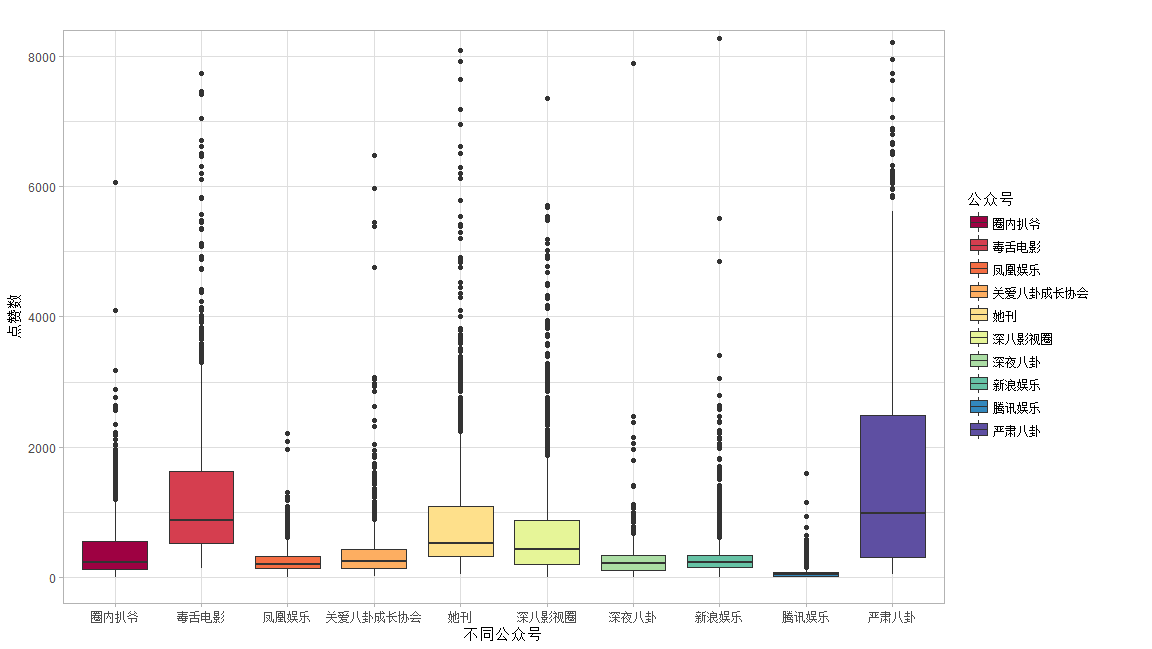 8000
6000
4000
2000
0
点赞数
圈内扒爷 毒舌电影 凤凰娱乐 关爱八卦成长协会 她刊 深八影视圈 深夜八卦 新浪娱乐 腾讯娱乐 严肃八卦
不同公众号
公众号
圈内扒爷
毒舌电影
凤凰娱乐
关爱八卦成长协会
她刊
深八影视圈
深夜八卦
新浪娱乐
腾讯娱乐
严肃八卦